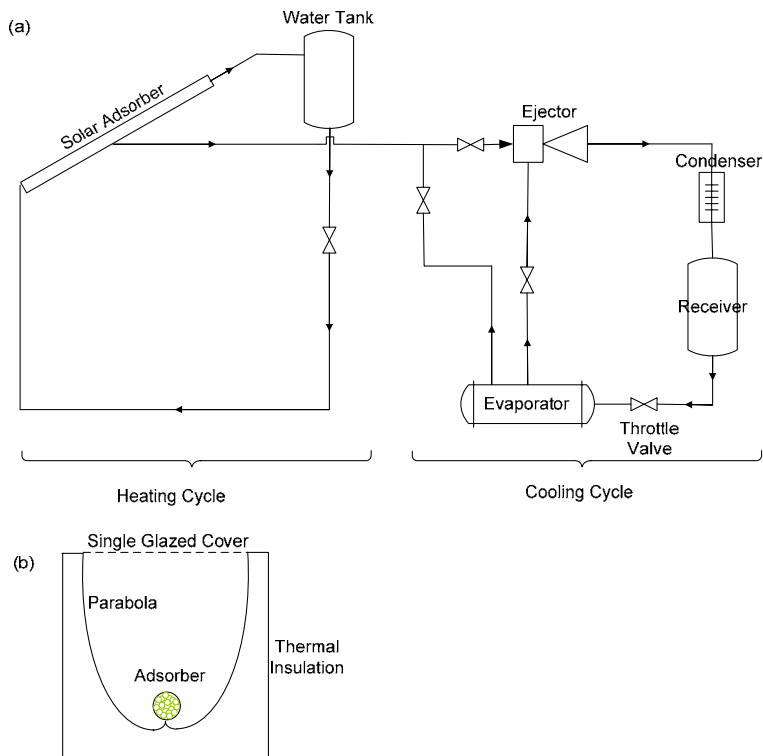 (a)
Water Tank
Solar Adsorber
Ejector
Condenser
Receiver
Evaporator
Throttle
Valve
Heating Cycle
Cooling Cycle
(b)
Single Glazed Cover
Parabola
Adsorber
Thermal
Insulation